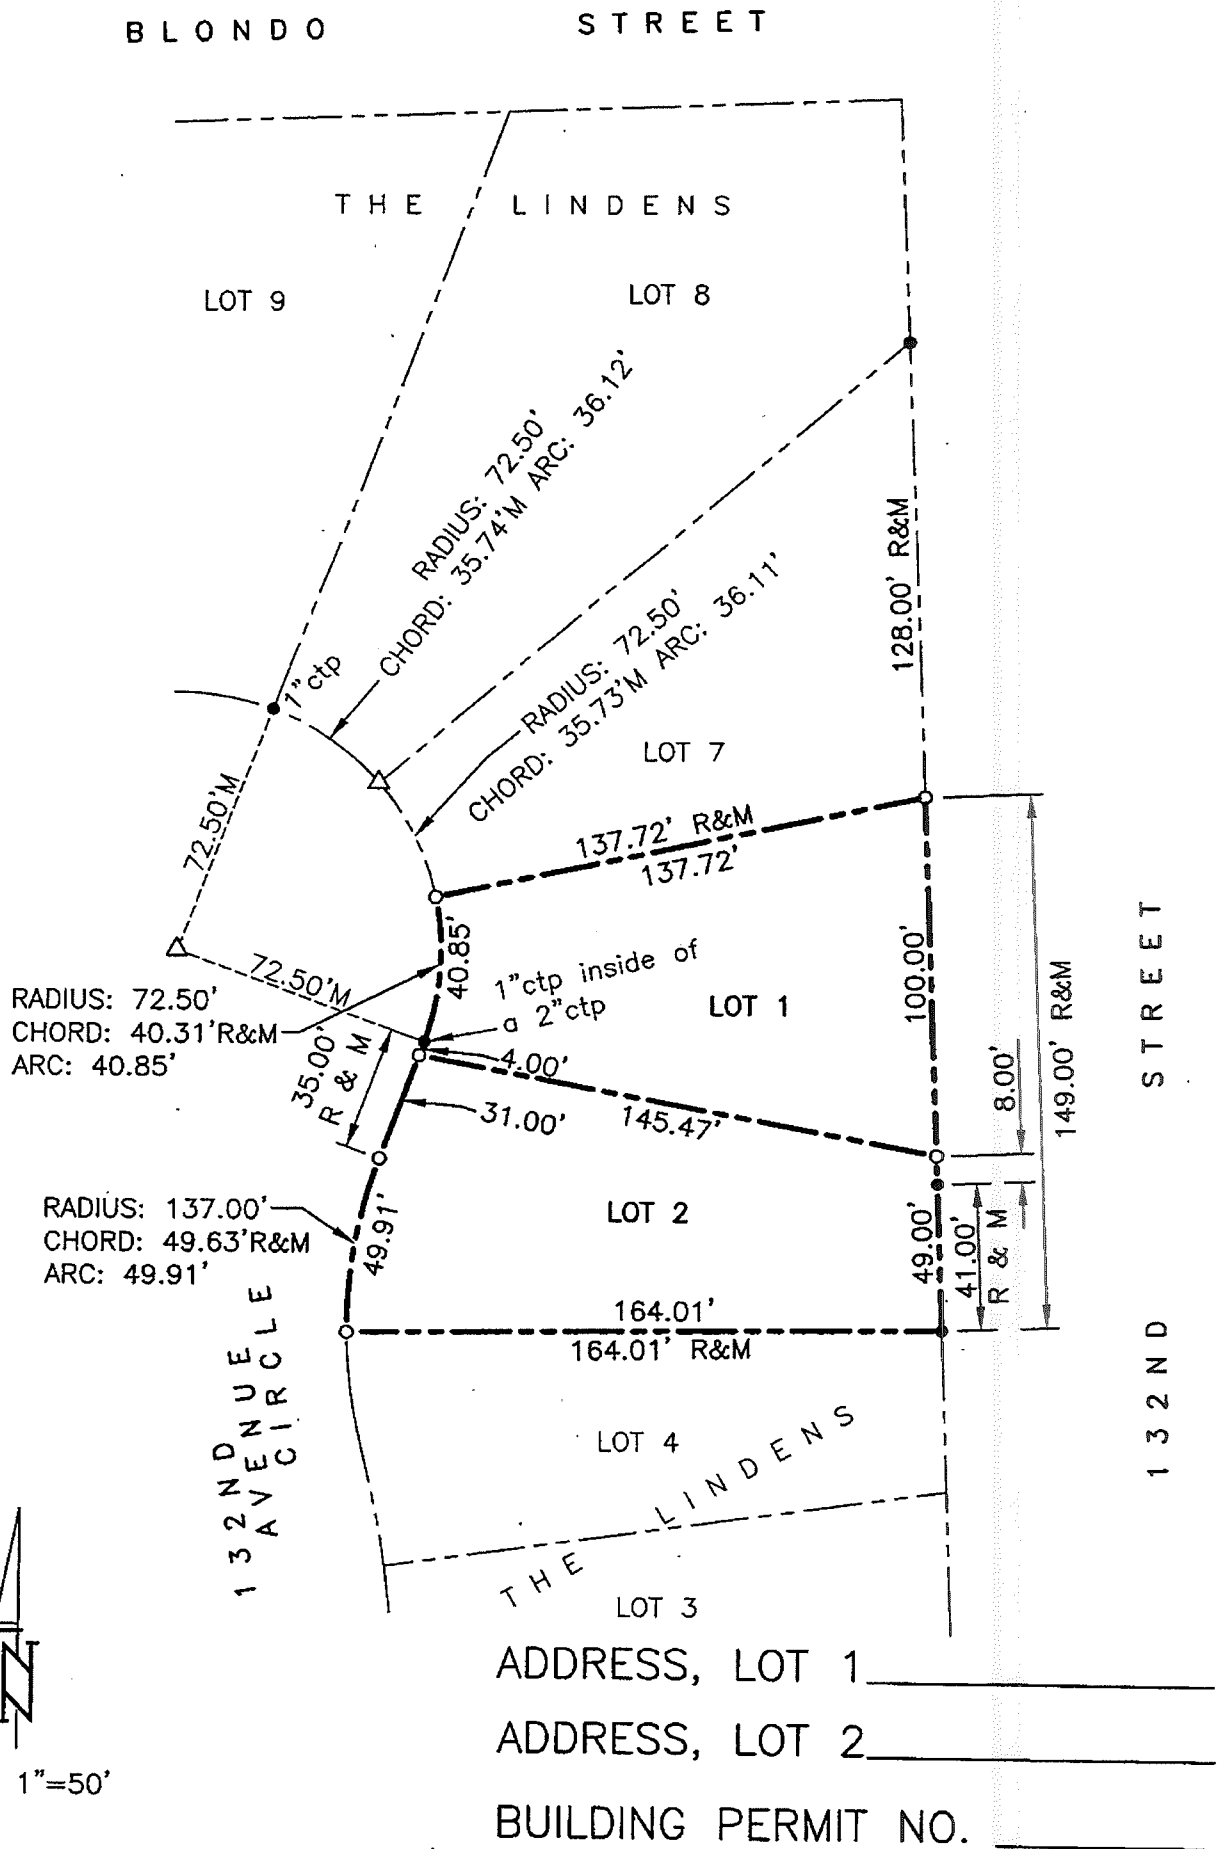 BLONDO STREET
THE LINDENS
LOT 9
LOT 8
RADIUS: 72.50'
CHORD: 35.74'M ARC: 36.12'
128.00' R&M
RADIUS: 72.50'
CHORD: 35.73'M ARC: 36.11'
1"ctp
LOT 7
72.50'M
137.72' R&M
137.72'
40.85'
72.50'M
1"ctp inside of
a 2"ctp
LOT 1
100.00'
149.00' R&M
132ND STREET
RADIUS: 72.50'
CHORD: 40.31'R&M
ARC: 40.85'
35.00'
R & M
4.00'
31.00'
145.47'
8.00'
RADIUS: 137.00'
CHORD: 49.63'R&M
ARC: 49.91'
49.91'
LOT 2
49.00'
41.00'
R & M
164.01'
164.01' R&M
132ND
AVENUE
CIRCLE
LOT 4
THE LINDENS
LOT 3
N
1"=50'
ADDRESS, LOT 1
ADDRESS, LOT 2
BUILDING PERMIT NO.